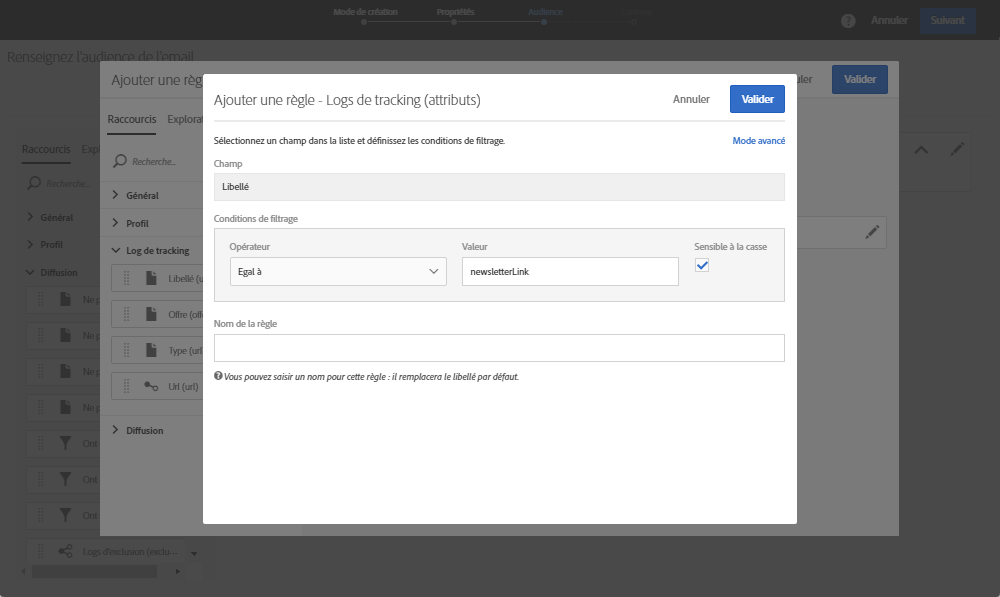 Mode de création
Propriétés
Audience
Annuler
Suivant
Renseignez l'audience de l'email
Ajouter une règ
Valider
Raccourcis
Explorat
Recherche...
Général
Profil
Log de tracking
Libellé (u
Offre (off
Type (url
Url (url)
Diffusion
Raccourcis
Expl
Recherche...
Général
Profil
Diffusion
Ne p
Ne p
Ne p
Ne p
Ont
Ont
Ont
Logs d'exclusion (exclu...
Ajouter une règle - Logs de tracking (attributs)
Annuler
Valider
Sélectionnez un champ dans la liste et définissez les conditions de filtrage.
Mode avancé
Champ
Libellé
Conditions de filtrage
Opérateur
Valeur
Sensible à la casse
Egal à
newsletterLink
Nom de la règle
Vous pouvez saisir un nom pour cette règle : il remplacera le libellé par défaut.